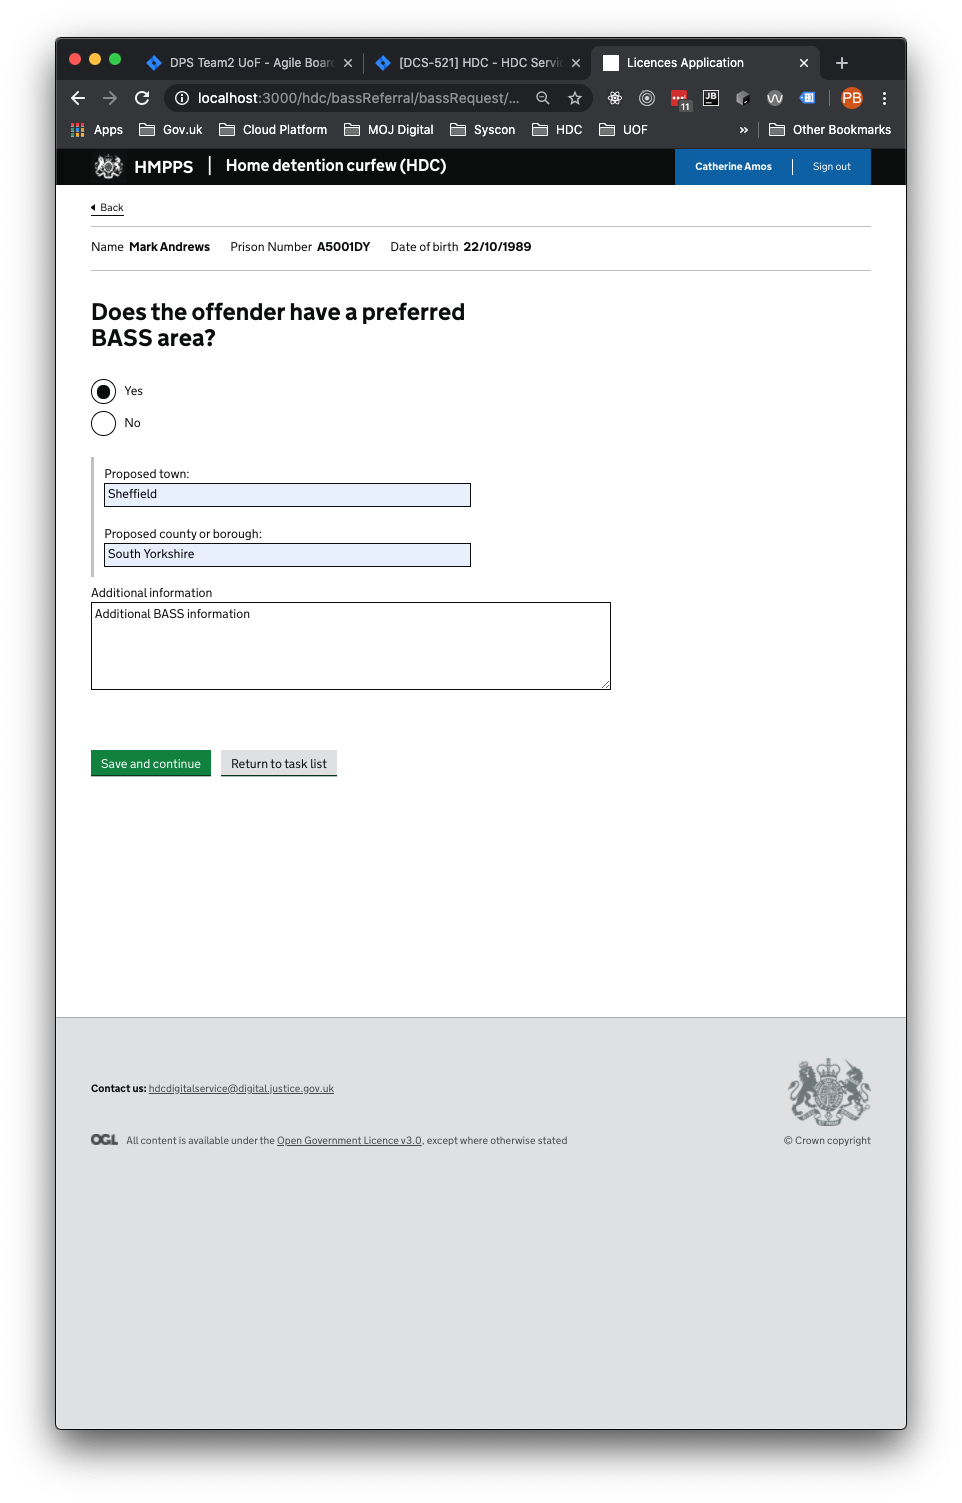 DPS Team2 UoF - Agile Board
[DCS-521] HDC - HDC Servic
Licences Application
localhost:3000/hdc/bassReferral/bassRequest/...
11
JB
PB
Apps
Gov.uk
Cloud Platform
MOJ Digital
Syscon
HDC
UOF
»
Other Bookmarks
HMPPS | Home detention curfew (HDC)
Catherine Amos
Sign out
Back
Name Mark Andrews Prison Number A5001DY Date of birth 22/10/1989
Does the offender have a preferred
BASS area?
Yes
No
Proposed town:
Sheffield
Proposed county or borough:
South Yorkshire
Additional information
Additional BASS information
Save and continue
Return to task list
Contact us: hdcdigitalservice@digital.justice.gov.uk
OGL All content is available under the Open Government Licence v3.0, except where otherwise stated
© Crown copyright